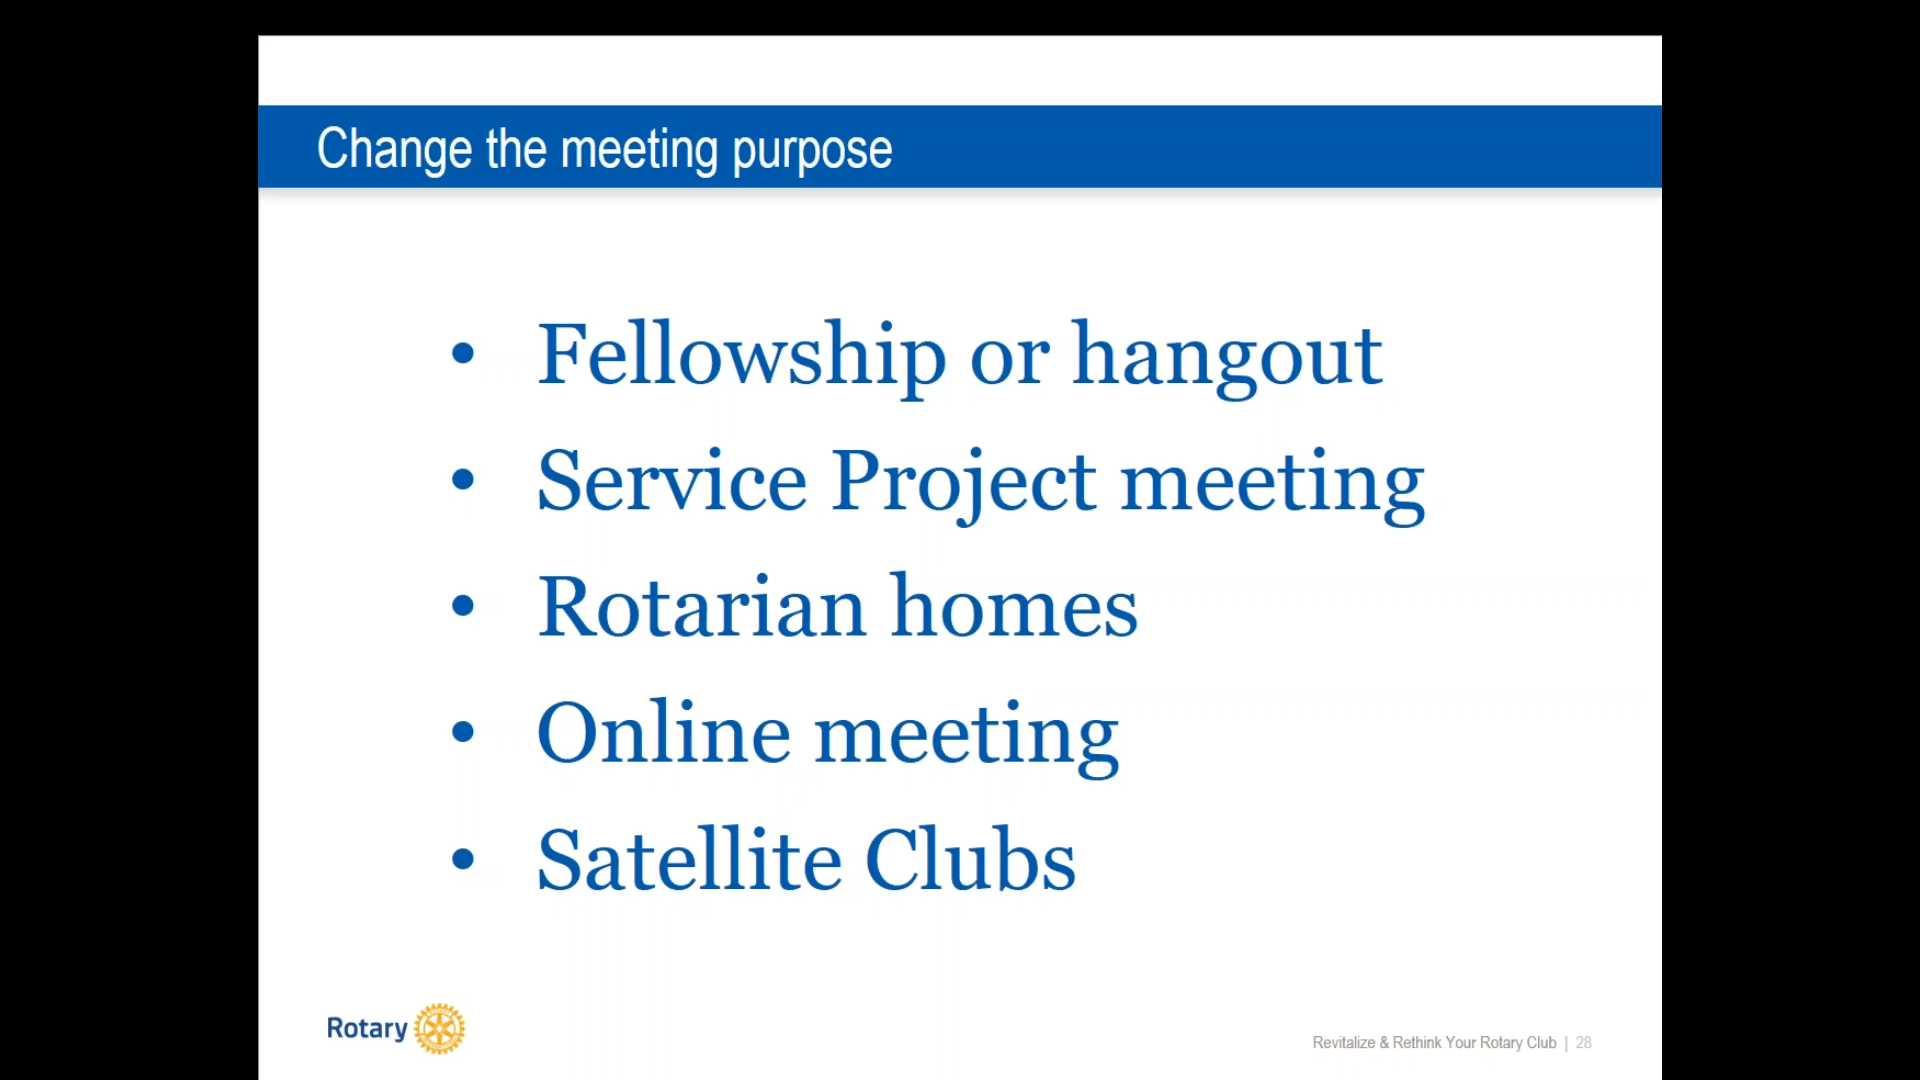 Change the meeting purpose
• Fellowship or hangout
• Service Project meeting
• Rotarian homes
• Online meeting
• Satellite Clubs
Rotary
Revitalize & Rethink Your Rotary Club | 28